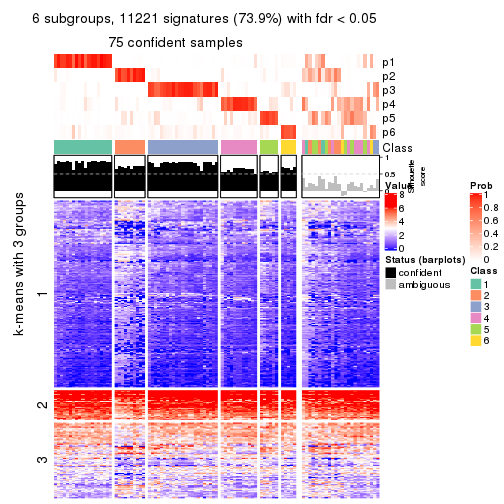 6 subgroups, 11221 signatures (73.9%) with fdr < 0.05
75 confident samples
p1
p2
p3
p4
p5
p6
Class
1
0.5
0
Silhouette
score
k-means with 3 groups
1
2
3
Value
8
6
4
2
0
Status (barplots)
confident
ambiguous
Prob
1
0.8
0.6
0.4
0.2
0
Class
1
2
3
4
5
6